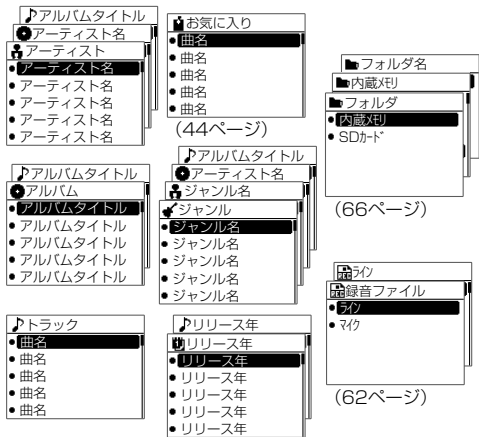 アルバムタイトル
アーティスト名
アーティスト
アーティスト名
アーティスト名
アーティスト名
アーティスト名
アーティスト名
お気に入り
曲名
曲名
曲名
曲名
曲名
(44ページ)
フォルダ名
内蔵ﾒﾓﾘ
フォルダ
内蔵ﾒﾓﾘ
SDｶｰﾄﾞ
(66ページ)
アルバムタイトル
アルバム
アルバムタイトル
アルバムタイトル
アルバムタイトル
アルバムタイトル
アルバムタイトル
アルバムタイトル
アーティスト名
ジャンル名
ジャンル
ジャンル名
ジャンル名
ジャンル名
ジャンル名
ジャンル名
REC ﾗｲﾝ
REC 録音ファイル
ﾗｲﾝ
ﾏｲｸ
(62ページ)
トラック
曲名
曲名
曲名
曲名
曲名
リリース年
リリース年
リリース年
リリース年
リリース年
リリース年
リリース年